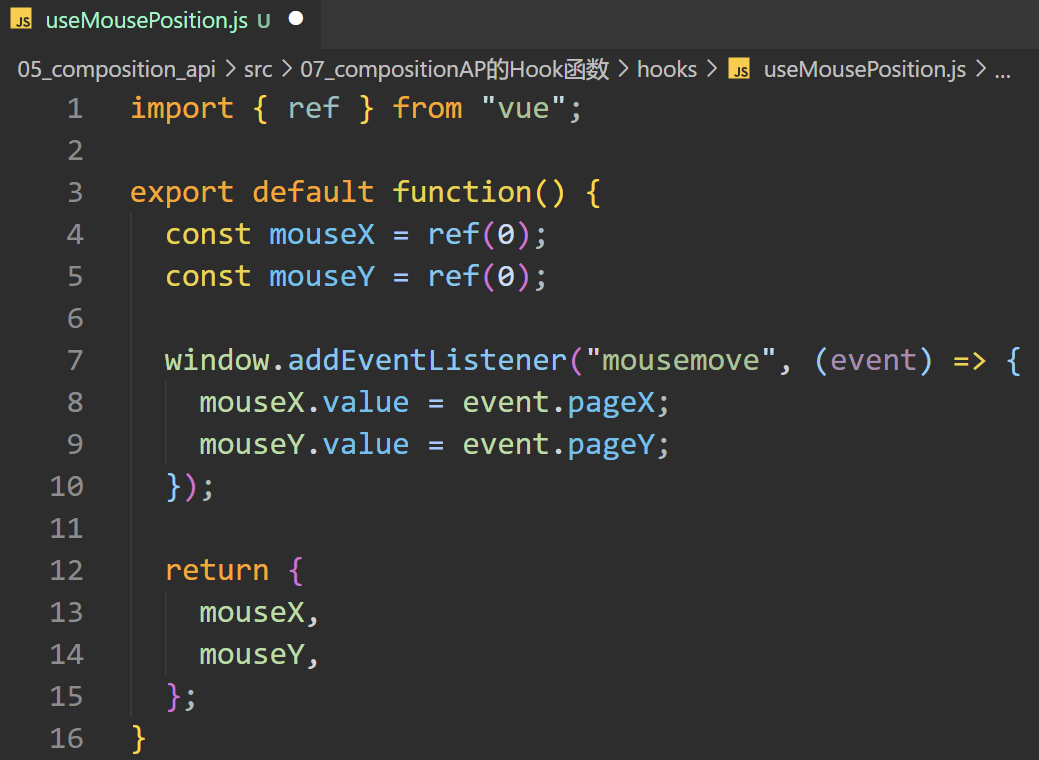 JS useMousePosition.js U
05_composition_api > src > 07_compositionAP的Hook函数 > hooks > JS useMousePosition.js > ...
1 import { ref } from "vue";
2
3 export default function() {
4   const mouseX = ref(0);
5   const mouseY = ref(0);
6
7   window.addEventListener("mousemove", (event) => {
8     mouseX.value = event.pageX;
9     mouseY.value = event.pageY;
10   });
11
12   return {
13     mouseX,
14     mouseY,
15   };
16 }